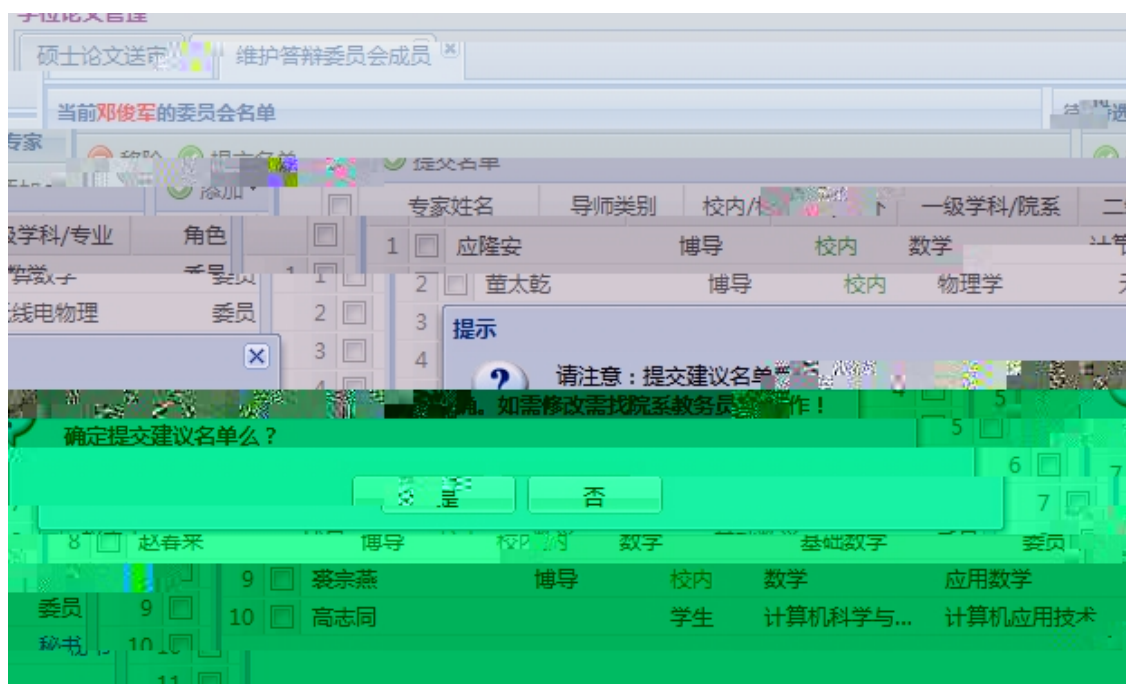 学位论文管理
硕士论文送审 维护答辩委员会成员
当前邓俊军的委员会名单
专家 移除 提交名单 提交名单
添加
专家姓名 导师类别 校内/ 一级学科/院系
级学科/专业 角色 1 应隆安 博导 校内 数学
委员 1 2 董太乾 博导 校内 物理学
线电物理 委员 2 3 提示
3 4 请注意:提交建议名单
如需修改需找院系教务员 作!
确定提交建议名单么? 5
6 7
是 否 7
8 赵春来 博导 校内 数学 基础数学 委员
9 裘宗燕 博导 校内 数学 应用数学
委员 9 10 高志同 学生 计算机科学与... 计算机应用技术
秘书 10
11